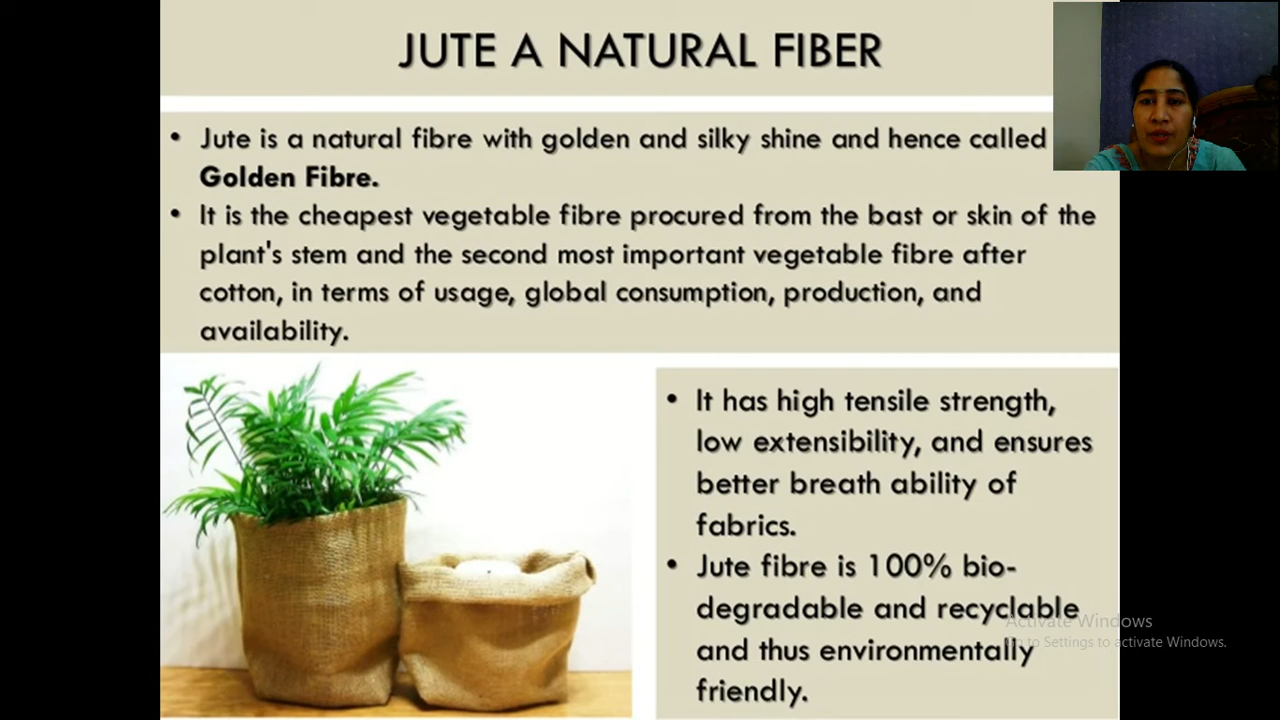 JUTE A NATURAL FIBER
• Jute is a natural fibre with golden and silky shine and hence called
Golden Fibre.
• It is the cheapest vegetable fibre procured from the bast or skin of the
plant's stem and the second most important vegetable fibre after
cotton, in terms of usage, global consumption, production, and
availability.
• It has high tensile strength,
low extensibility, and ensures
better breath ability of
fabrics.
• Jute fibre is 100% bio-
degradable and recyclable
and thus environmentally
friendly.
Activate Windows
Go to Settings to activate Windows.